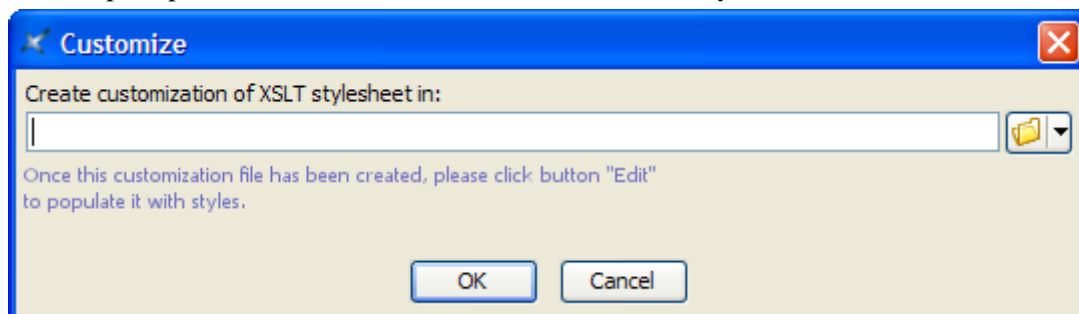 Customize
Create customization of XSLT stylesheet in:
Once this customization file has been created, please click button "Edit"
to populate it with styles.
OK
Cancel